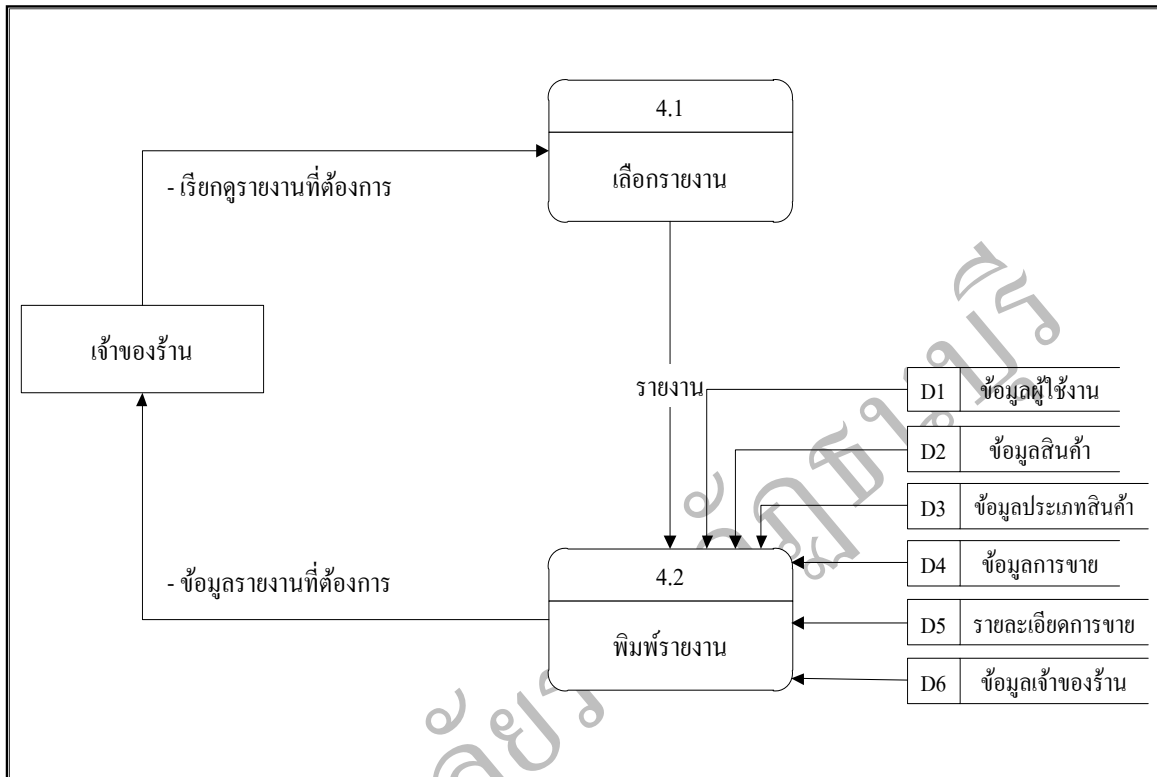 4.1
เลือกรายงาน
- เรียกดูรายงานที่ต้องการ
เจ้าของร้าน
รายงาน
D1 ข้อมูลผู้ใช้งาน
D2 ข้อมูลสินค้า
D3 ข้อมูลประเภทสินค้า
D4 ข้อมูลการขาย
D5 รายละเอียดการขาย
D6 ข้อมูลเจ้าของร้าน
- ข้อมูลรายงานที่ต้องการ
4.2
พิมพ์รายงาน